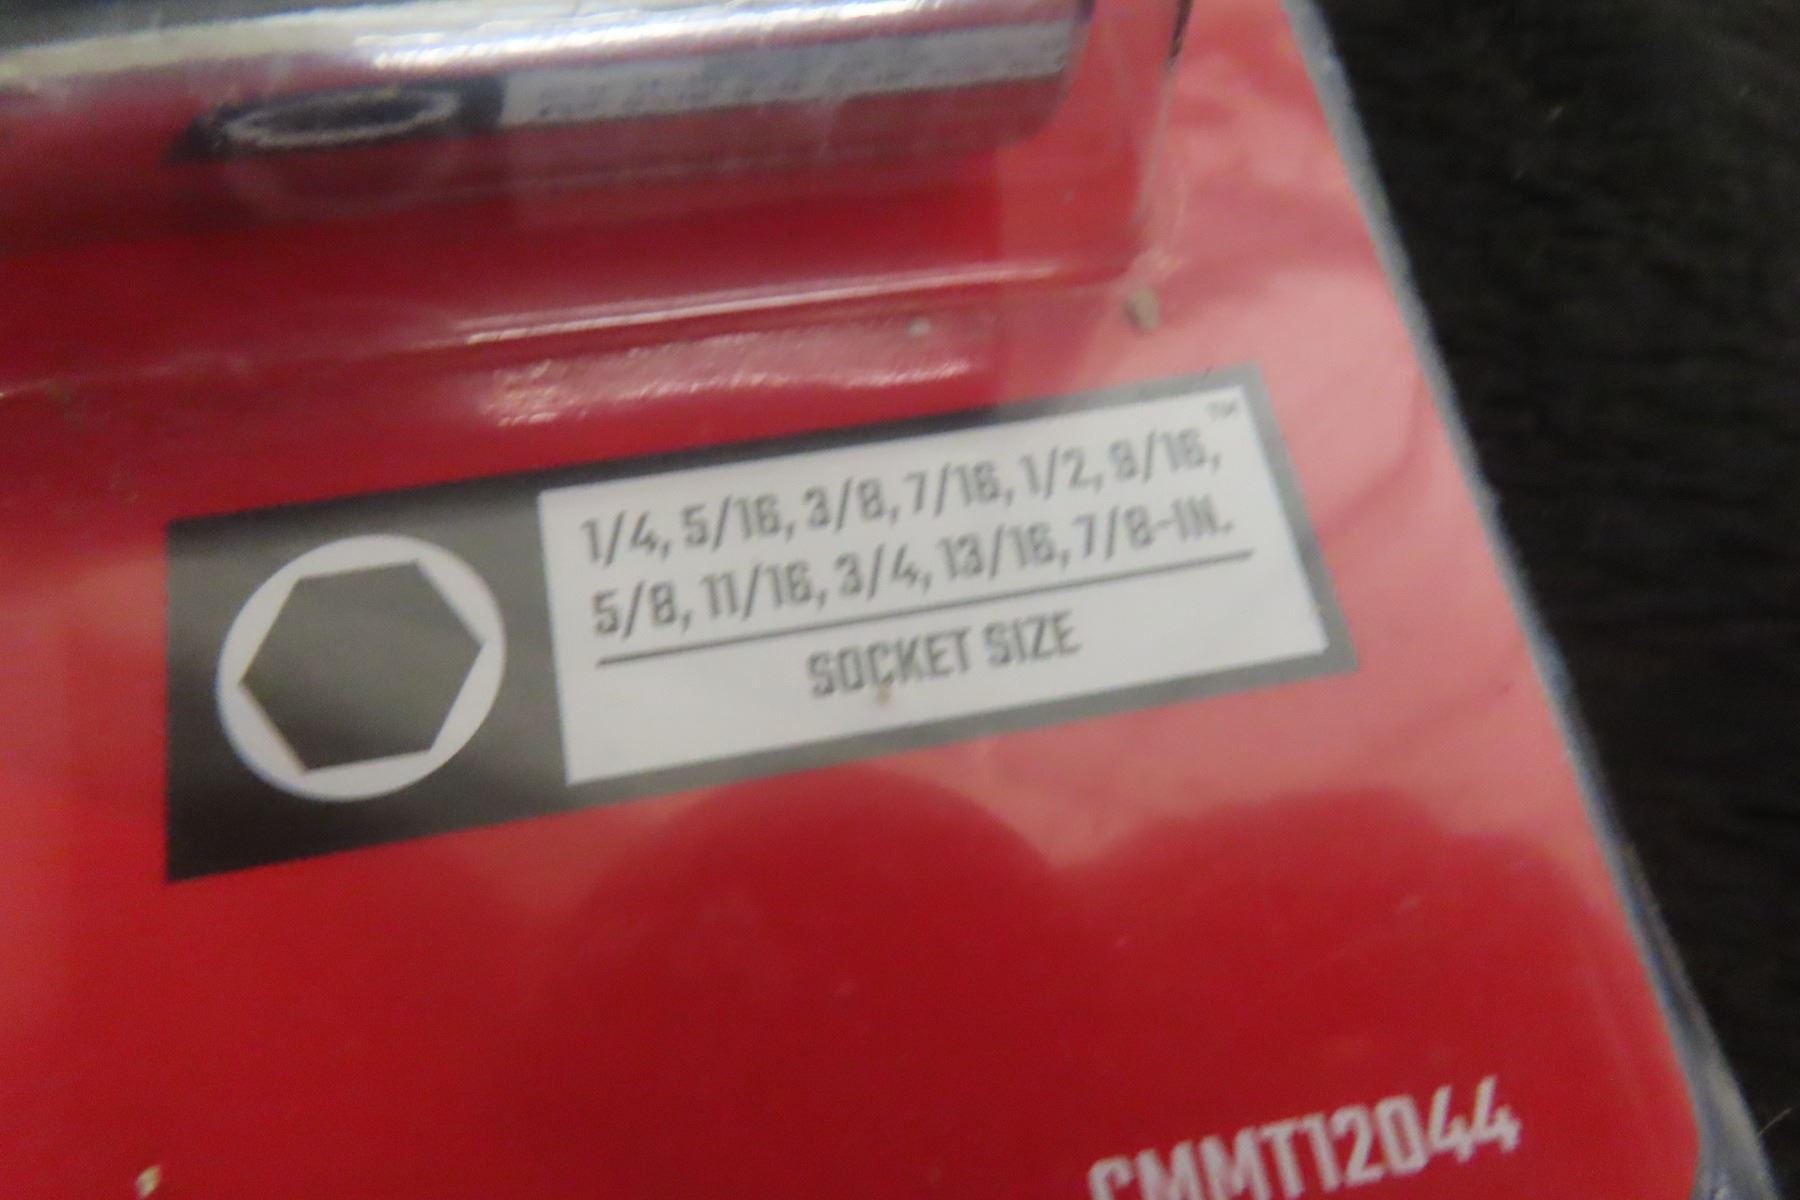 1/4, 5/16, 3/8, 7/16, 1/2, 9/16,™
5/8, 11/16, 3/4, 13/16, 7/8-IN.
SOCKET SIZE
CMMT12044